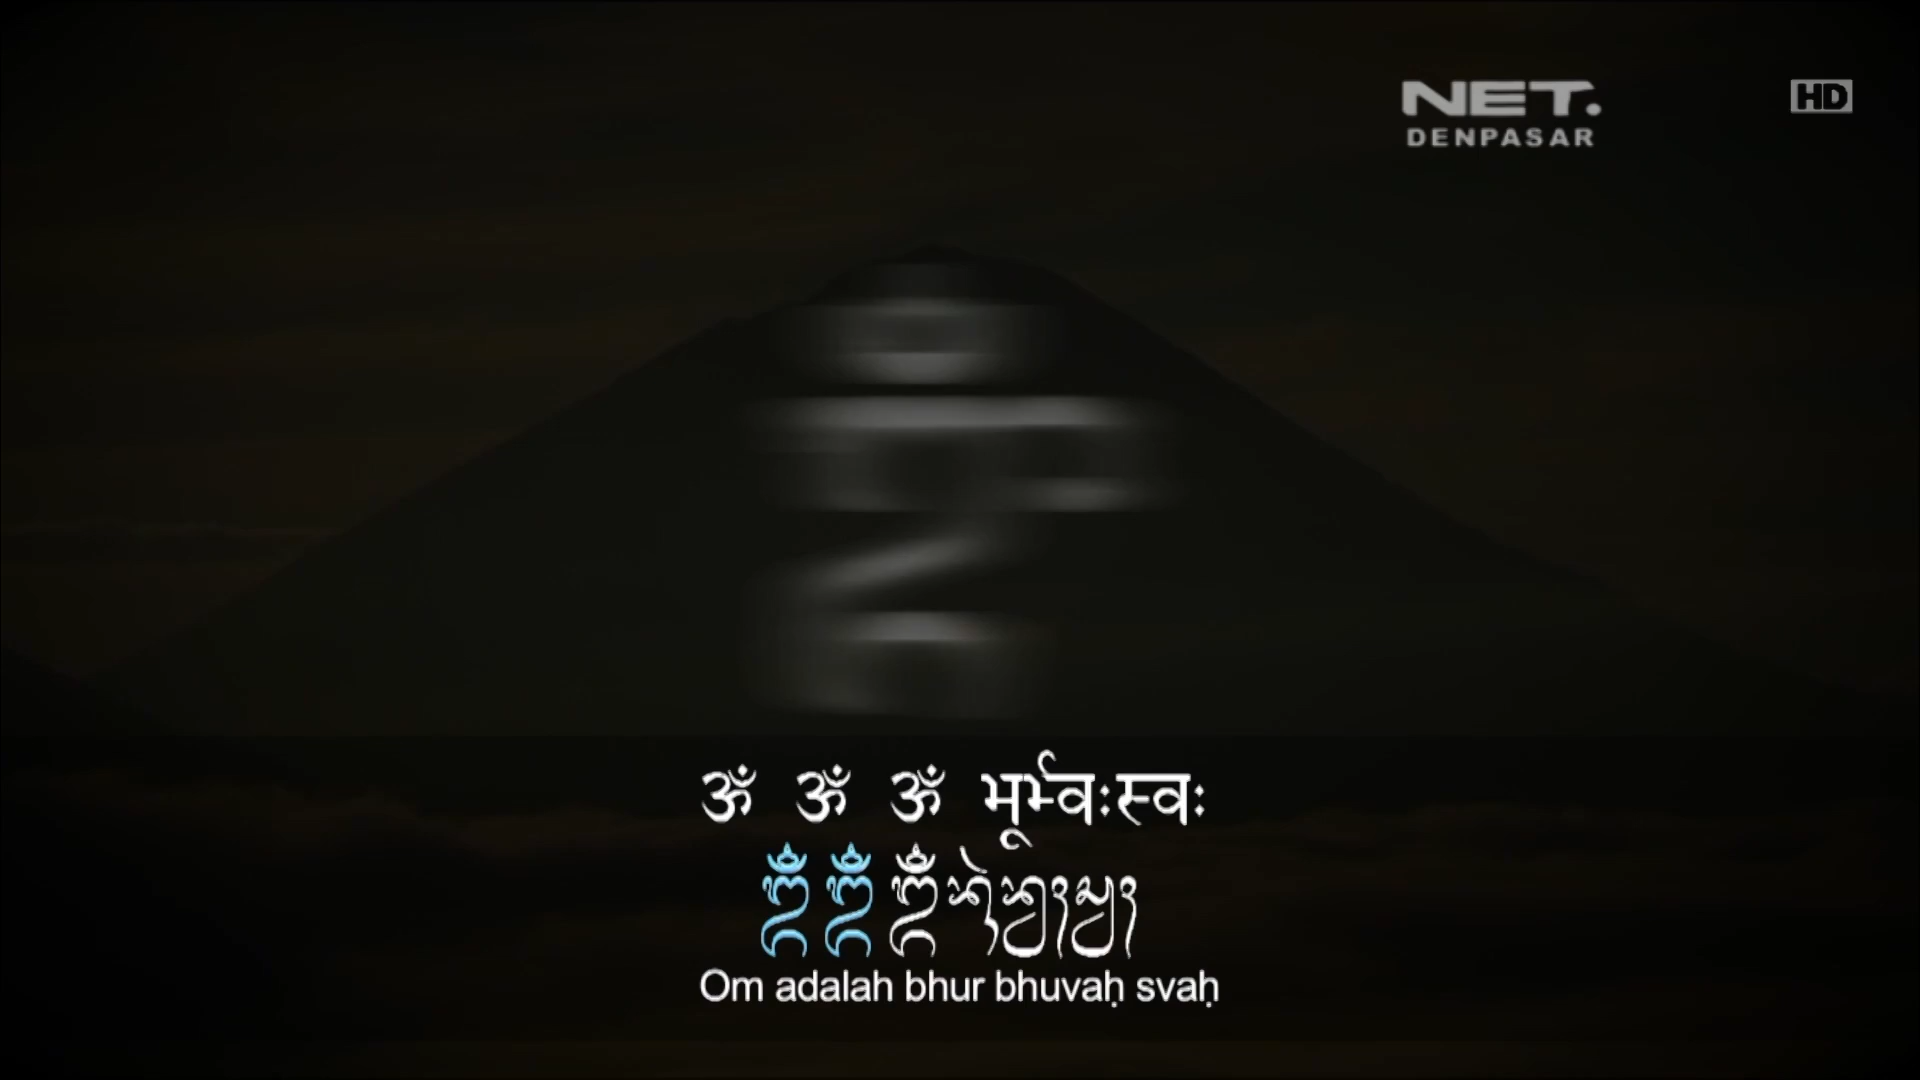 NET.
DENPASAR
HD
ॐ ॐ ॐ भूर्भ्वःस्वः
Om adalah bhur bhuvaḥ svaḥ